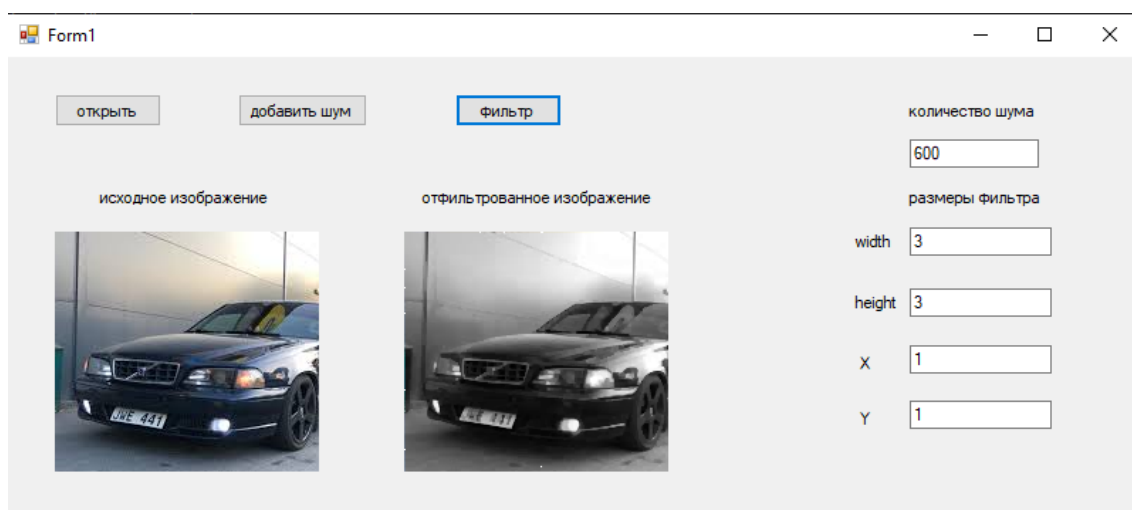 Form1
открыть добавить шум фильтр количество шума
600
исходное изображение отфильтрованное изображение размеры фильтра
width 3
height 3
X 1
JWE 441
Y 1